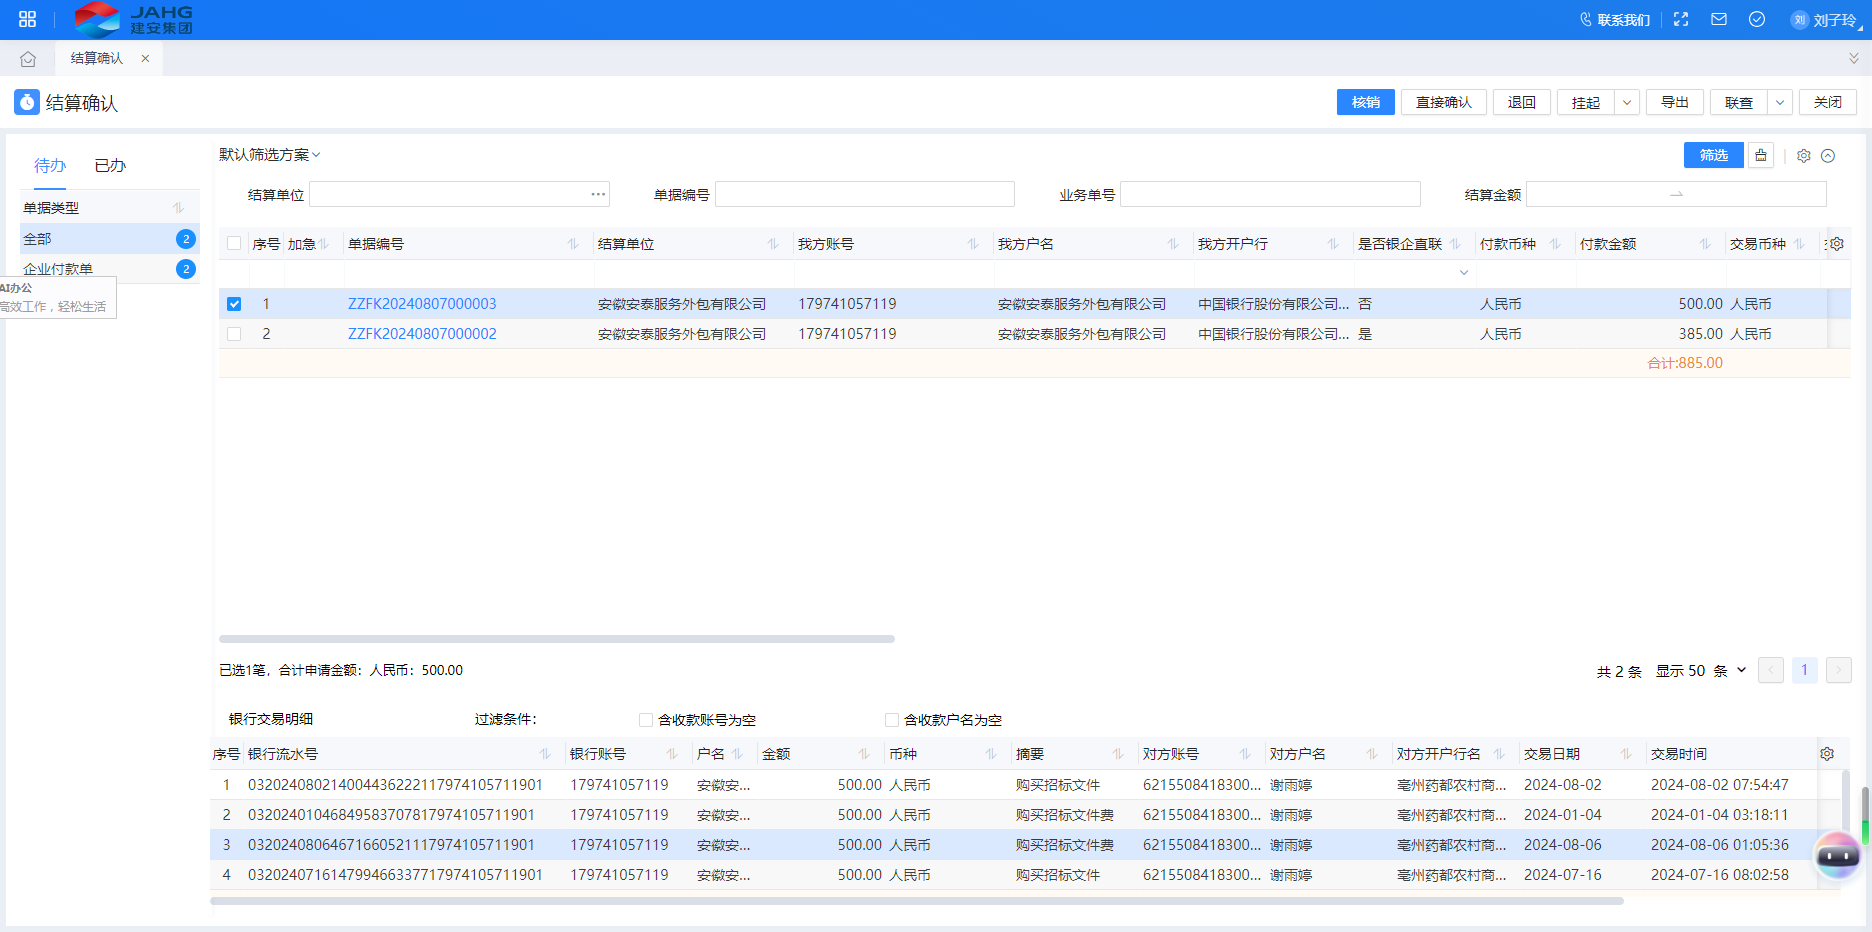 JAHG
建安集团
联系我们
刘 刘子玲
结算确认
结算确认
核销 直接确认 退回 挂起 导出 联查 关闭
待办 已办
默认筛选方案
筛选
结算单位 单据编号 业务单号 结算金额
单据类型
全部 2
企业付款单 2
AI办公
高效工作，轻松生活
序号 加急 单据编号 结算单位 我方账号 我方户名 我方开户行 是否银企直联 付款币种 付款金额 交易币种
1 ZZFK20240807000003 安徽安泰服务外包有限公司 179741057119 安徽安泰服务外包有限公司 中国银行股份有限公司... 否 人民币 500.00 人民币
2 ZZFK20240807000002 安徽安泰服务外包有限公司 179741057119 安徽安泰服务外包有限公司 中国银行股份有限公司... 是 人民币 385.00 人民币
合计:885.00
已选1笔，合计申请金额：人民币：500.00
共 2 条 显示 50 条 1
银行交易明细 过滤条件： 含收款账号为空 含收款户名为空
序号 银行流水号 银行账号 户名 金额 币种 摘要 对方账号 对方户名 对方开户行名 交易日期 交易时间
1 032024080214004436222117974105711901 179741057119 安徽安... 500.00 人民币 购买招标文件 6215508418300... 谢雨婷 亳州药都农村商... 2024-08-02 2024-08-02 07:54:47
2 03202401046849583707817974105711901 179741057119 安徽安... 500.00 人民币 购买招标文件费 6215508418300... 谢雨婷 亳州药都农村商... 2024-01-04 2024-01-04 03:18:11
3 03202408064671660521117974105711901 179741057119 安徽安... 500.00 人民币 购买招标文件费 6215508418300... 谢雨婷 亳州药都农村商... 2024-08-06 2024-08-06 01:05:36
4 032024071614799466337717974105711901 179741057119 安徽安... 500.00 人民币 购买招标文件 6215508418300... 谢雨婷 亳州药都农村商... 2024-07-16 2024-07-16 08:02:58